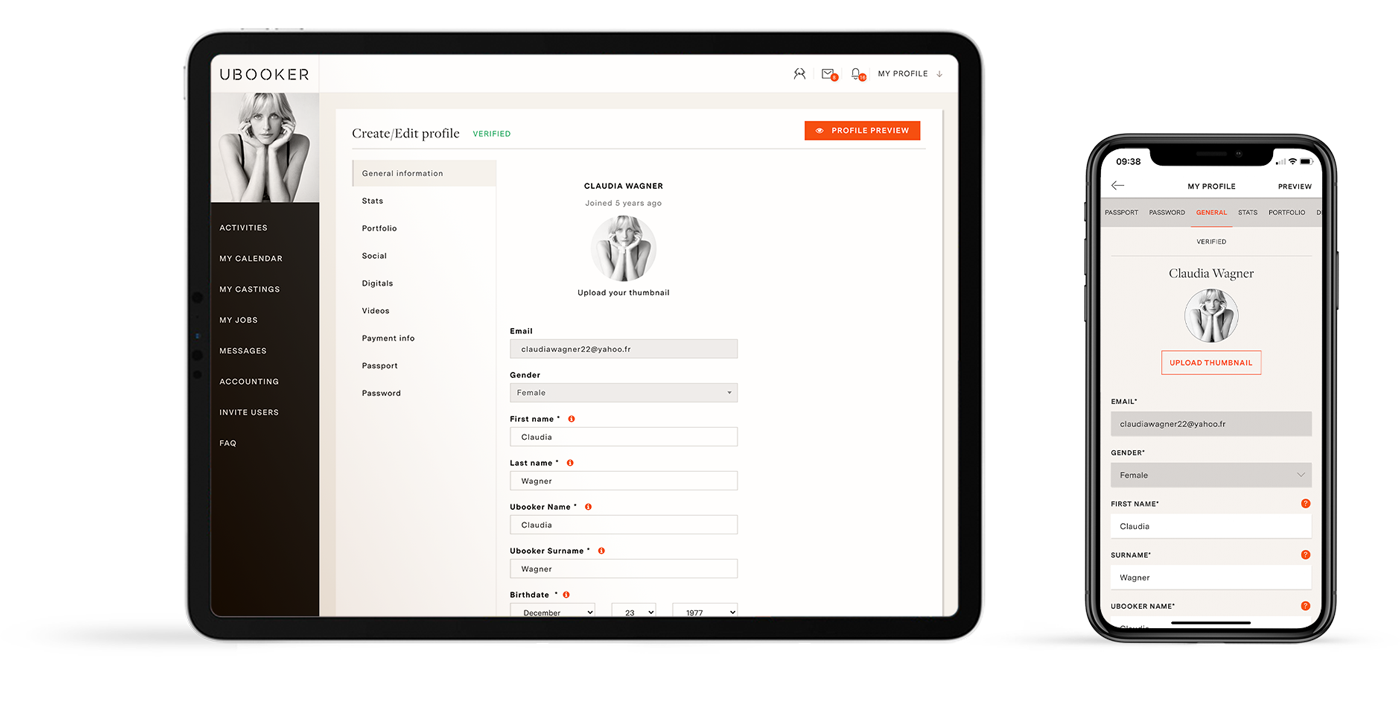 UBOOKER
MY PROFILE
Create/Edit profile VERIFIED
PROFILE PREVIEW
ACTIVITIES
MY CALENDAR
MY CASTINGS
MY JOBS
MESSAGES
ACCOUNTING
INVITE USERS
FAQ
General information
Stats
Portfolio
Social
Digitals
Videos
Payment info
Passport
Password
CLAUDIA WAGNER
Joined 5 years ago
Upload your thumbnail
Email
claudiawagner22@yahoo.fr
Gender
Female
First name *
Claudia
Last name *
Wagner
Ubooker Name *
Claudia
Ubooker Surname *
Wagner
Birthdate *
December 23 1977
09:38
MY PROFILE PREVIEW
PASSPORT PASSWORD GENERAL STATS PORTFOLIO
VERIFIED
Claudia Wagner
UPLOAD THUMBNAIL
EMAIL*
claudiawagner22@yahoo.fr
GENDER*
Female
FIRST NAME*
?
Claudia
SURNAME*
?
Wagner
UBOOKER NAME*
?
Claudia